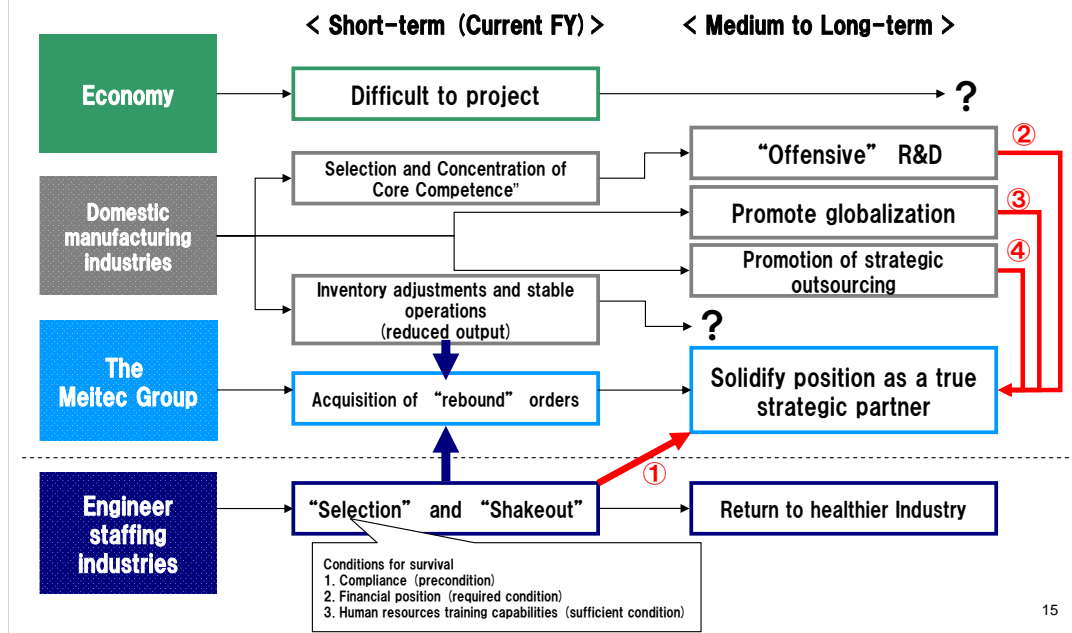 < Short-term (Current FY) >
< Medium to Long-term >
Economy
Difficult to project
?
Domestic
manufacturing
industries
Selection and Concentration of
Core Competence”
“Offensive” R&D
②
Promote globalization
③
Promotion of strategic
outsourcing
④
Inventory adjustments and stable
operations
(reduced output)
?
The
Meitec Group
Acquisition of “rebound” orders
Solidify position as a true
strategic partner
①
Engineer
staffing
industries
“Selection” and “Shakeout”
Return to healthier Industry
Conditions for survival
1. Compliance (precondition)
2. Financial position (required condition)
3. Human resources training capabilities (sufficient condition)
15